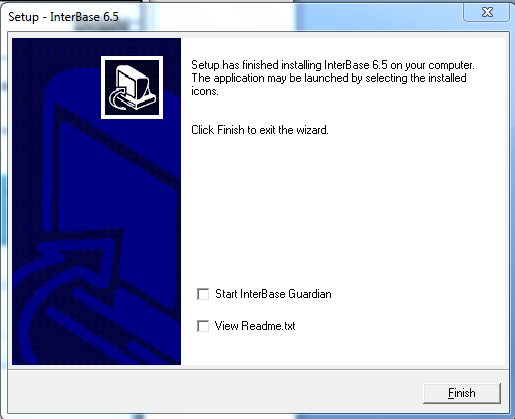 Setup - InterBase 6.5
Setup has finished installing InterBase 6.5 on your computer.
The application may be launched by selecting the installed
icons.
Click Finish to exit the wizard.
Start InterBase Guardian
View Readme.txt
Finish